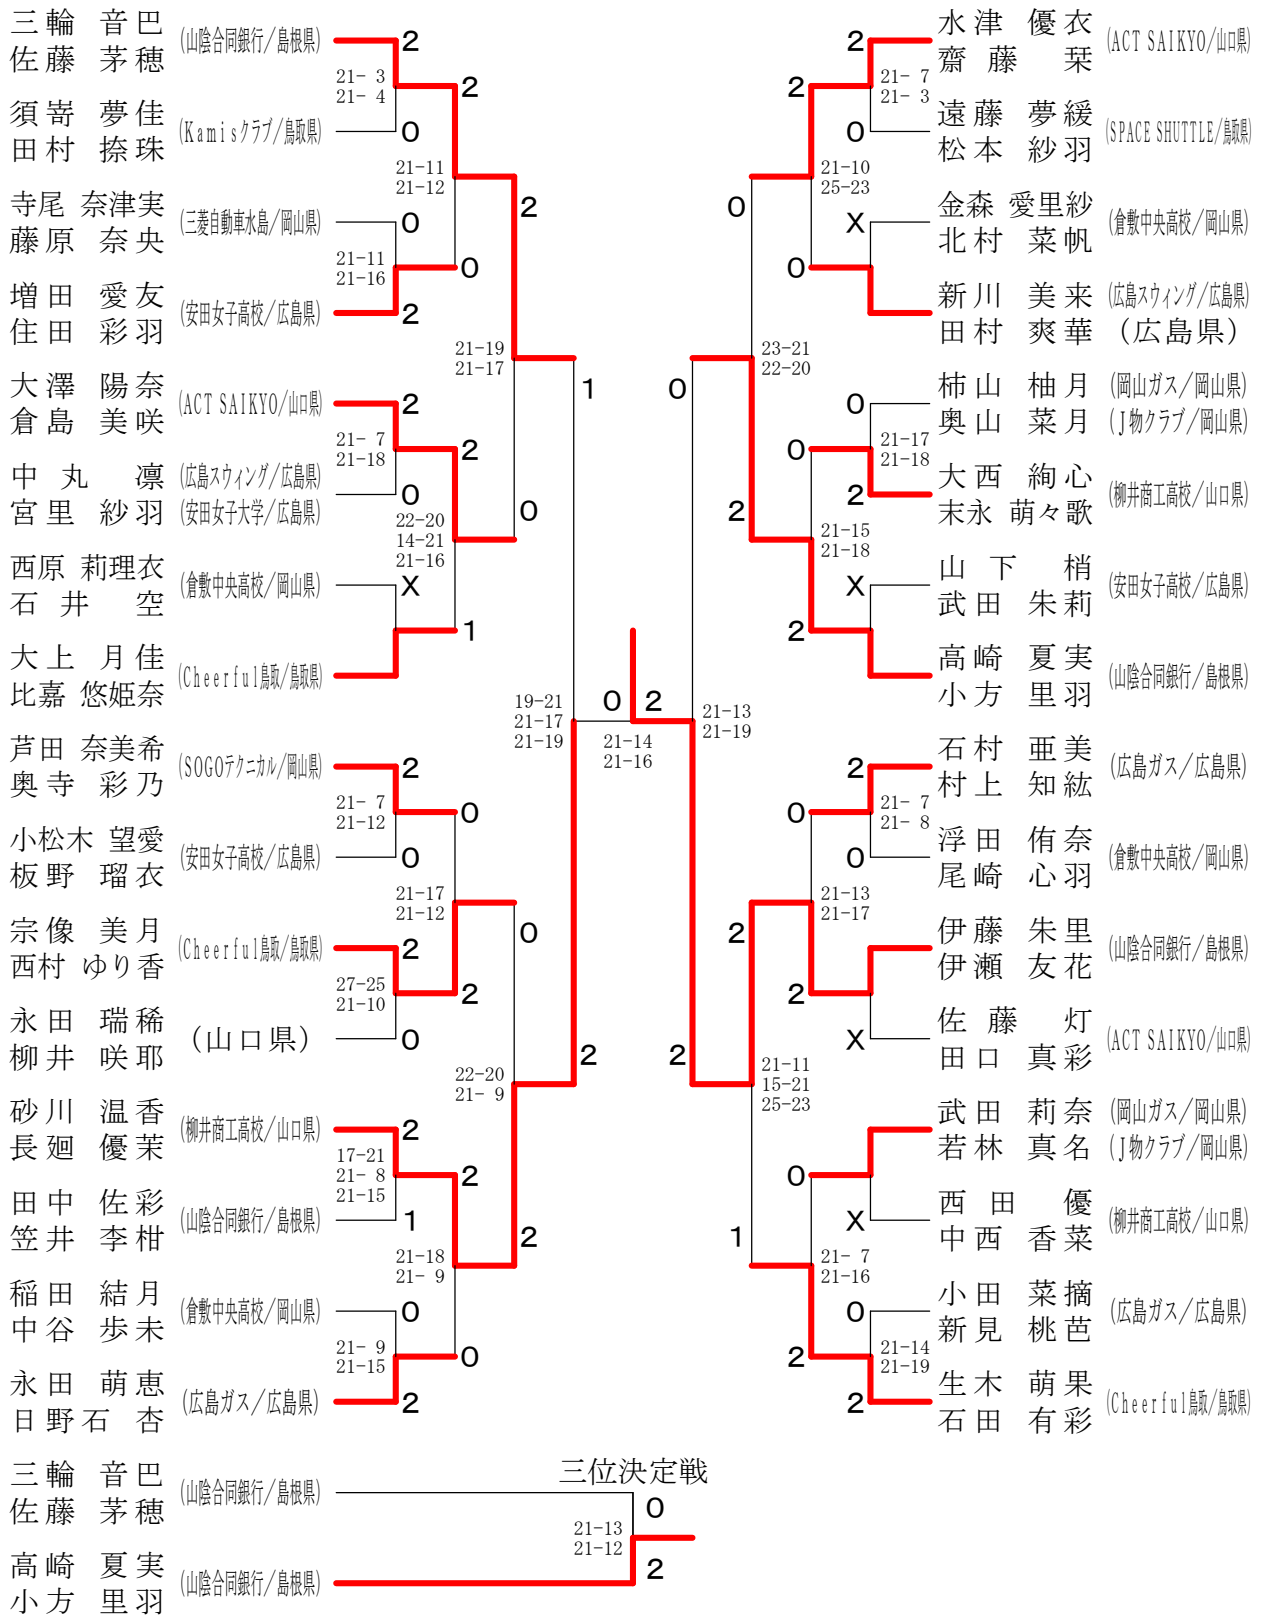 三輪 音巴
佐藤 茅穂
(山陰合同銀行/島根県)
2
21- 3
21- 4
2
須嵜 夢佳
田村 捺珠
(Kamisクラブ/鳥取県)
0
21-11
21-12
2
寺尾 奈津実
藤原 奈央
(三菱自動車水島/岡山県)
0
21-11
21-16
0
増田 愛友
住田 彩羽
(安田女子高校/広島県)
2
21-19
21-17
1
大澤 陽奈
倉島 美咲
(ACT SAIKYO/山口県)
2
21- 7
21-18
2
中丸 凛
宮里 紗羽
(広島スウィング/広島県)
(安田女子大学/広島県)
0
22-20
14-21
21-16
0
西原 莉理衣
石井 空
(倉敷中央高校/岡山県)
X
1
大上 月佳
比嘉 悠姫奈
(Cheerful鳥取/鳥取県)
19-21
21-17
21-19
0
2
21-14
21-16
芦田 奈美希
奥寺 彩乃
(SOGOテクニカル/岡山県)
2
21- 7
21-12
0
小松木 望愛
板野 瑠衣
(安田女子高校/広島県)
0
21-17
21-12
0
宗像 美月
西村 ゆり香
(Cheerful鳥取/鳥取県)
2
27-25
21-10
2
永田 瑞稀
柳井 咲耶
(山口県)
0
22-20
21- 9
2
砂川 温香
長廻 優茉
(柳井商工高校/山口県)
2
17-21
21- 8
21-15
2
田中 佐彩
笠井 李柑
(山陰合同銀行/島根県)
1
21-18
21- 9
2
稲田 結月
中谷 歩未
(倉敷中央高校/岡山県)
0
21- 9
21-15
0
永田 萌恵
日野石 杏
(広島ガス/広島県)
2
水津 優衣
齋藤 栞
(ACT SAIKYO/山口県)
2
21- 7
21- 3
2
遠藤 夢緩
松本 紗羽
(SPACE SHUTTLE/鳥取県)
0
21-10
25-23
0
金森 愛里紗
北村 菜帆
(倉敷中央高校/岡山県)
X
0
新川 美来
田村 爽華
(広島スウィング/広島県)
(広島県)
23-21
22-20
0
柿山 柚月
奥山 菜月
(岡山ガス/岡山県)
(J物クラブ/岡山県)
0
21-17
21-18
0
大西 絢心
末永 萌々歌
(柳井商工高校/山口県)
2
21-15
21-18
2
山下 梢
武田 朱莉
(安田女子高校/広島県)
X
2
高崎 夏実
小方 里羽
(山陰合同銀行/島根県)
21-13
21-19
石村 亜美
村上 知紘
(広島ガス/広島県)
2
21- 7
21- 8
0
浮田 侑奈
尾崎 心羽
(倉敷中央高校/岡山県)
0
21-13
21-17
2
伊藤 朱里
伊瀬 友花
(山陰合同銀行/島根県)
2
佐藤 灯
田口 真彩
(ACT SAIKYO/山口県)
X
21-11
15-21
25-23
2
武田 莉奈
若林 真名
(岡山ガス/岡山県)
(J物クラブ/岡山県)
0
西田 優
中西 香菜
(柳井商工高校/山口県)
X
21- 7
21-16
1
小田 菜摘
新見 桃芭
(広島ガス/広島県)
0
21-14
21-19
2
生木 萌果
石田 有彩
(Cheerful鳥取/鳥取県)
2
三位決定戦
三輪 音巴
佐藤 茅穂
(山陰合同銀行/島根県)
0
21-13
21-12
高崎 夏実
小方 里羽
(山陰合同銀行/島根県)
2